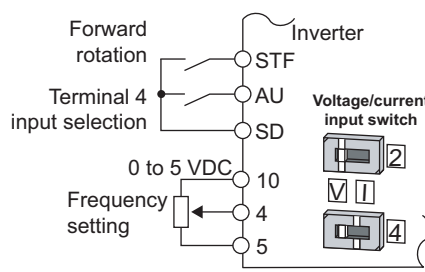 Forward
rotation
Inverter
STF
Terminal 4
input selection
AU
SD
Voltage/current
input switch
2
V I
4
0 to 5 VDC
10
Frequency
setting
4
5